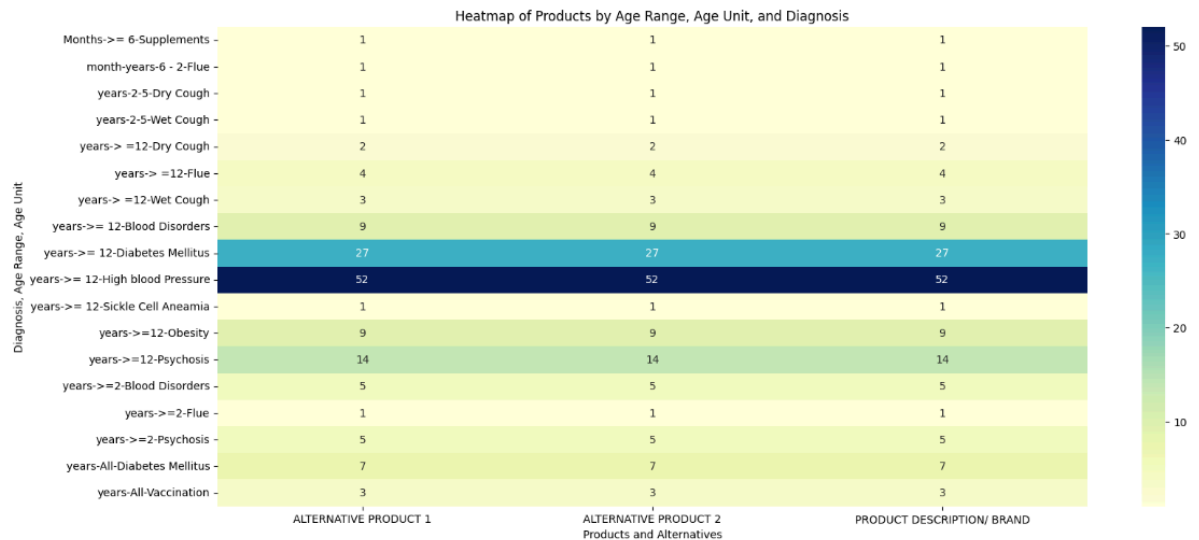 Heatmap of Products by Age Range, Age Unit, and Diagnosis
Diagnosis, Age Range, Age Unit
Months->= 6-Supplements 1 1 1
month-years-6 - 2-Flue 1 1 1
years-2-5-Dry Cough 1 1 1
years-2-5-Wet Cough 1 1 1
years-> =12-Dry Cough 2 2 2
years-> =12-Flue 4 4 4
years-> =12-Wet Cough 3 3 3
years->= 12-Blood Disorders 9 9 9
years->= 12-Diabetes Mellitus 27 27 27
years->= 12-High blood Pressure 52 52 52
years->= 12-Sickle Cell Aneamia 1 1 1
years->=12-Obesity 9 9 9
years->=12-Psychosis 14 14 14
years->=2-Blood Disorders 5 5 5
years->=2-Flue 1 1 1
years->=2-Psychosis 5 5 5
years-All-Diabetes Mellitus 7 7 7
years-All-Vaccination 3 3 3
ALTERNATIVE PRODUCT 1 ALTERNATIVE PRODUCT 2 PRODUCT DESCRIPTION/ BRAND
Products and Alternatives
50
40
30
20
10